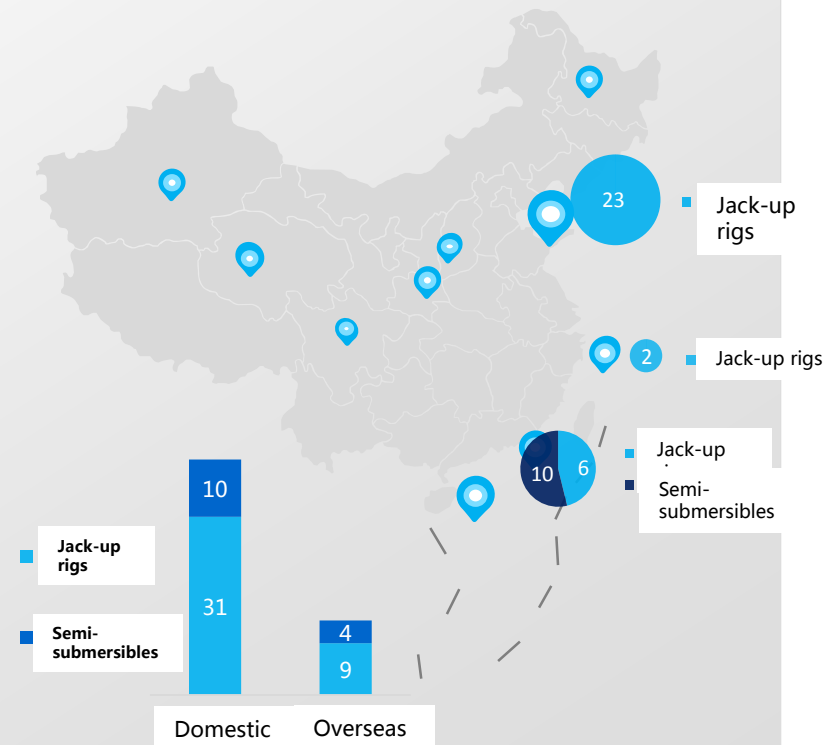 23
Jack-up
rigs
2
Jack-up rigs
Jack-up
10
6
Semi-
submersibles
10
Jack-up
rigs
31
Semi-
submersibles
4
9
Domestic
Overseas